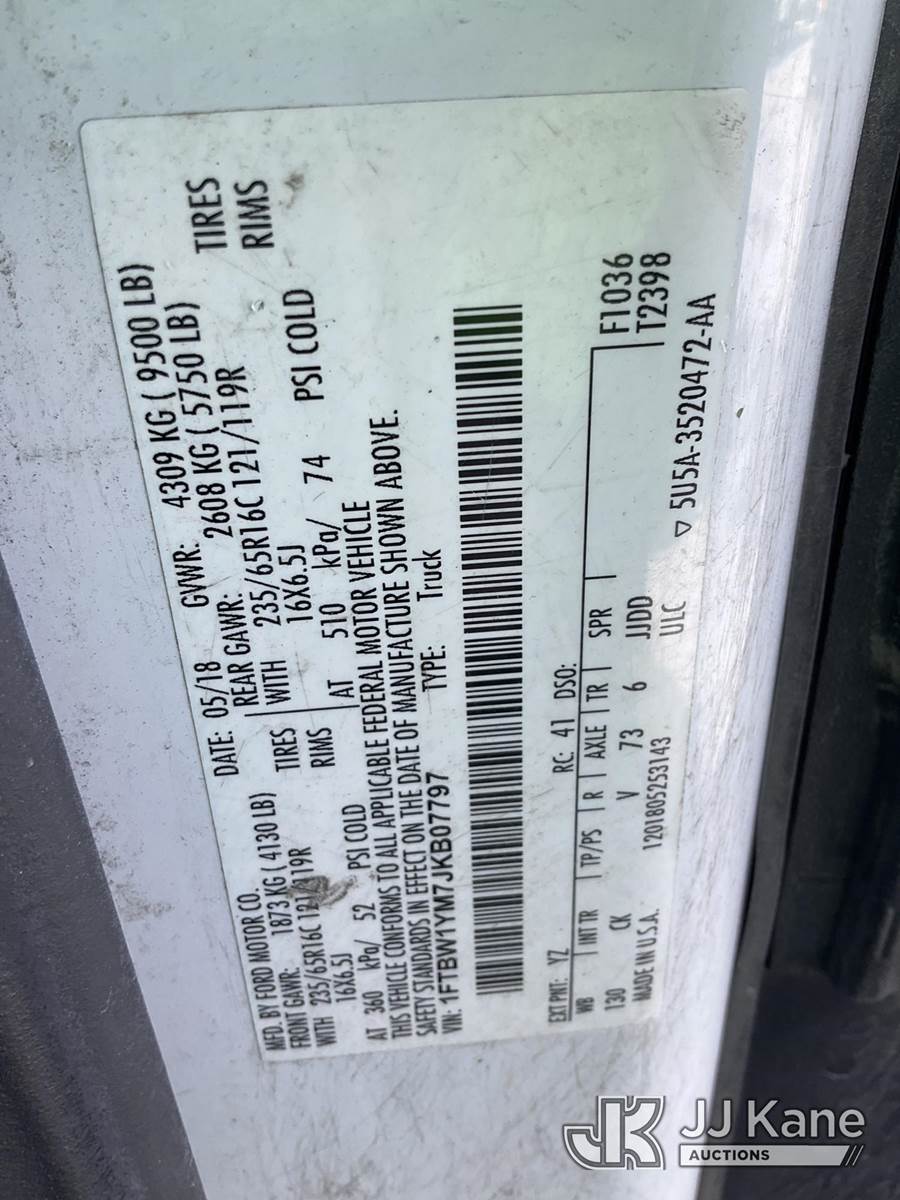 MFD. BY FORD MOTOR CO. DATE: 05/18 GVWR: 4309 KG ( 9500 LB)
FRONT GAWR: 1873 KG ( 4130 LB) REAR GAWR: 2608 KG ( 5750 LB)
WITH 235/65R16C 121/119R TIRES WITH 235/65R16C 121/119R TIRES
16X6.5J RIMS 16X6.5J RIMS
AT 360 kPa/ 52 PSI COLD AT 510 kPa/ 74 PSI COLD
THIS VEHICLE CONFORMS TO ALL APPLICABLE FEDERAL MOTOR VEHICLE
SAFETY STANDARDS IN EFFECT ON THE DATE OF MANUFACTURE SHOWN ABOVE.
VIN: 1FTBW1YM7JKB07797 TYPE: Truck
EXT PNT: YZ RC: 41 DSO:
WB INT TR TP/PS R AXLE TR SPR F1036
130 CK V 73 6 JJDD T2398
MADE IN U.S.A. 1201805253143 ULC
▽ 5U5A-3520472-AA
JK JJ Kane
AUCTIONS